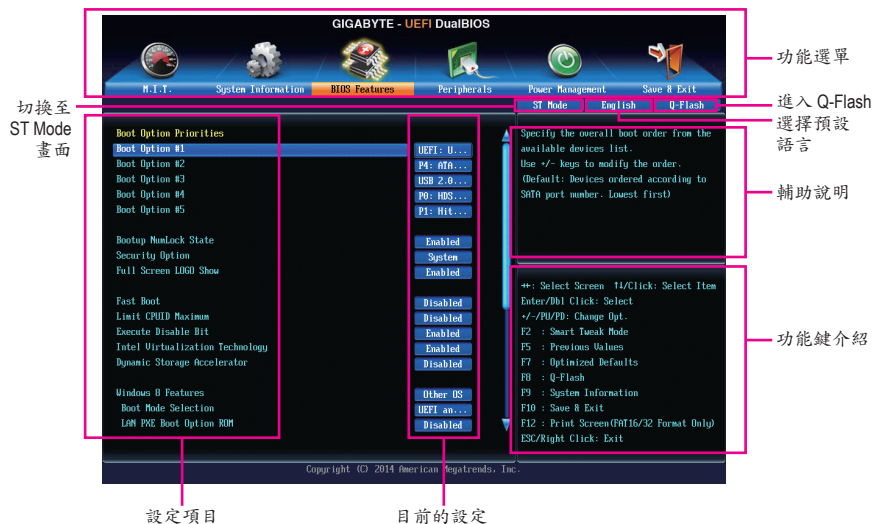 GIGABYTE - UEFI DualBIOS
功能選單
M.I.T.
System Information
BIOS Features
Peripherals
Power Management
Save & Exit
切換至
ST Mode
畫面
ST Mode
English
Q-Flash
進入 Q-Flash
選擇預設
語言
Boot Option Priorities
Boot Option #1 UEFI: U...
Boot Option #2 P4: ATA...
Boot Option #3 USB 2.0...
Boot Option #4 P0: HDS...
Boot Option #5 P1: Hit...
Bootup NumLock State Enabled
Security Option System
Full Screen LOGO Show Enabled
Fast Boot Disabled
Limit CPUID Maximum Disabled
Execute Disable Bit Enabled
Intel Virtualization Technology Enabled
Dynamic Storage Accelerator Disabled
Windows 8 Features Other OS
Boot Mode Selection UEFI an...
LAN PXE Boot Option ROM Disabled
Specify the overall boot order from the
available devices list.
Use +/- keys to modify the order.
(Default: Devices ordered according to
SATA port number. Lowest first)
輔助說明
→←: Select Screen ↑↓/Click: Select Item
Enter/Dbl Click: Select
+/-/PU/PD: Change Opt.
F2 : Smart Tweak Mode
F5 : Previous Values
F7 : Optimized Defaults
F8 : Q-Flash
F9 : System Information
F10 : Save & Exit
F12 : Print Screen(FAT16/32 Format Only)
ESC/Right Click: Exit
功能鍵介紹
Copyright (C) 2014 American Megatrends, Inc.
設定項目
目前的設定